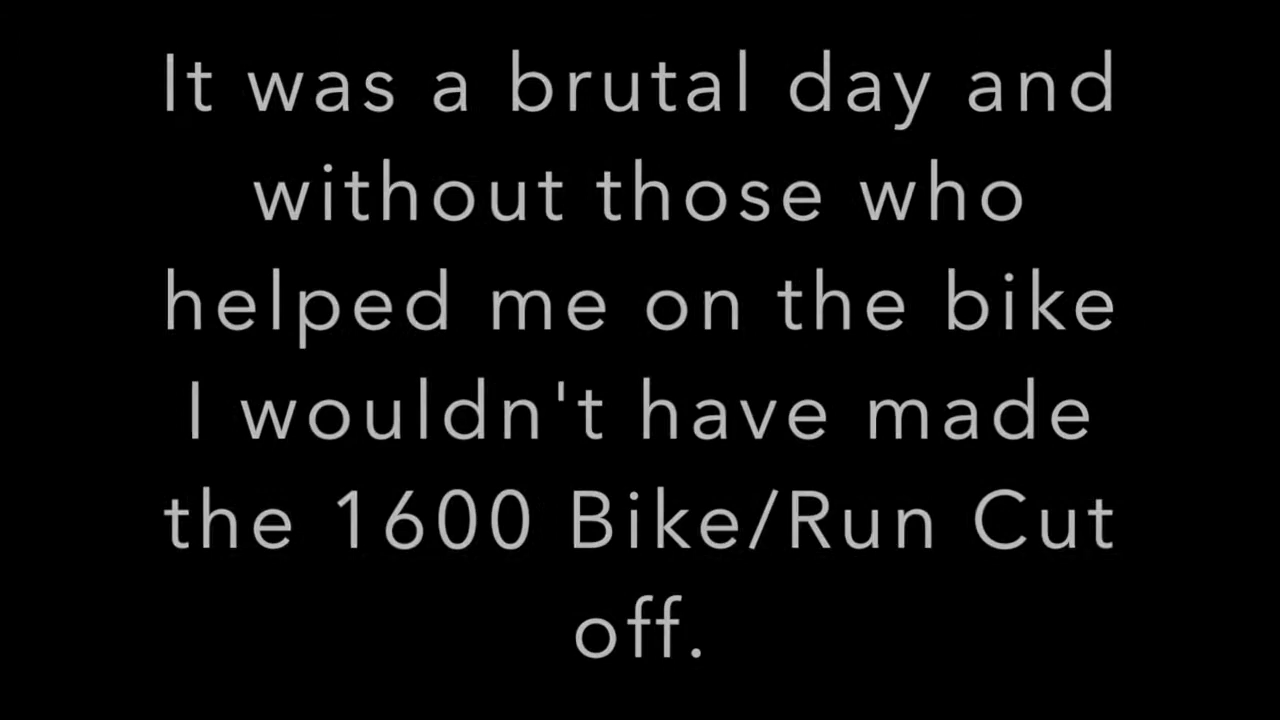 It was a brutal day and
without those who
helped me on the bike
I wouldn't have made
the 1600 Bike/Run Cut
off.